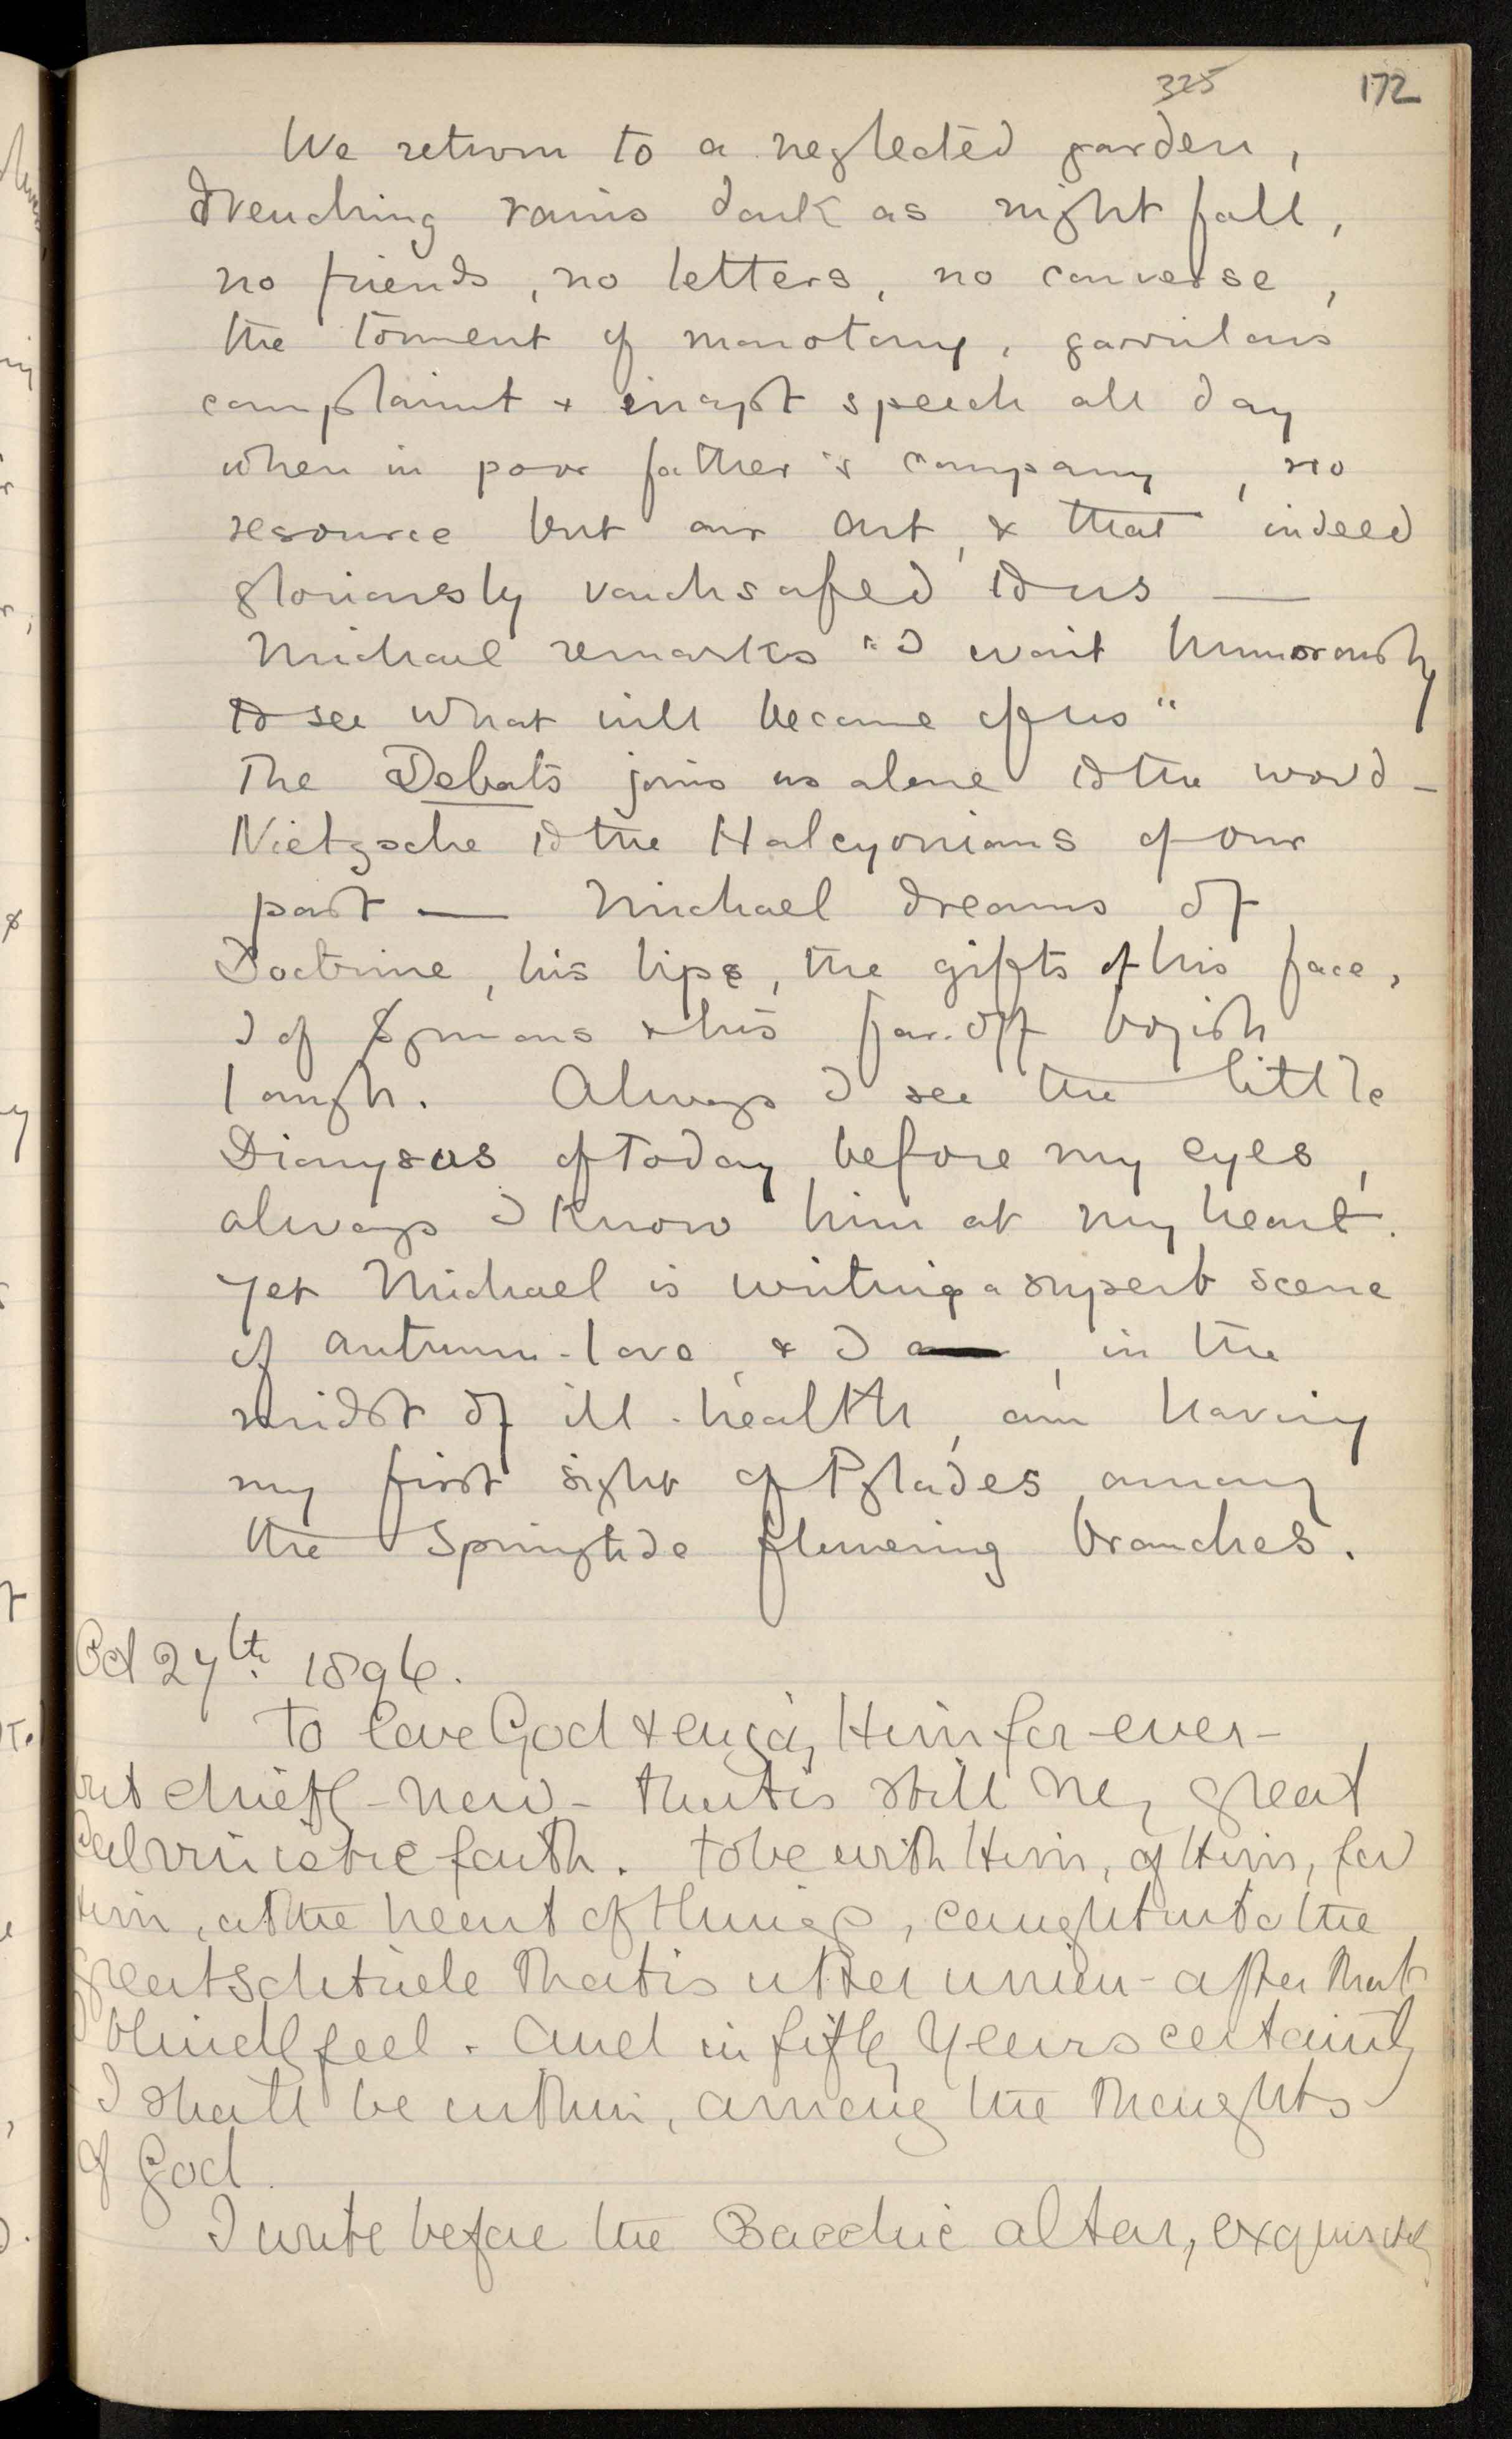 325 172
We return to a neglected garden,
drenching rains dark as night fall,
no friends, no letters, no converse,
the torment of monotony, garrulous
complaint & inapt speech all day
when in poor father's company, no
resource but our art, & that indeed
gloriously vouchsafed to us —
Michael remarks "I wait humorously
to see what will become of us"
The Debats joins us alone to the world –
Nietzsche to the Halcyonians of our
past — Michael dreams of
Doctrine, his lips, the gifts of his face,
I of & his far-off boyish
laugh. Always I see the little
Dionysus of Today before my eyes,
always I know him at my heart.
Yet Michael is writing a superb scene
of autumn-love, & I , in the
midst of ill-health, am having
my first sight of Pylades among
the Springtide flowering branches.
Oct 27th 1896.
To love God & enjoy Him for-ever –
but chiefly – now – that is still my great
Calvinistic faith. To be with Him, of Him, for
Him, at the heart of things, caught into the
great solitude that is utter union – after that
I blindly feel. And in fifty years certainly
I shall be within, among the thoughts
of God.
I write before the Bacchic altar, exquisitely